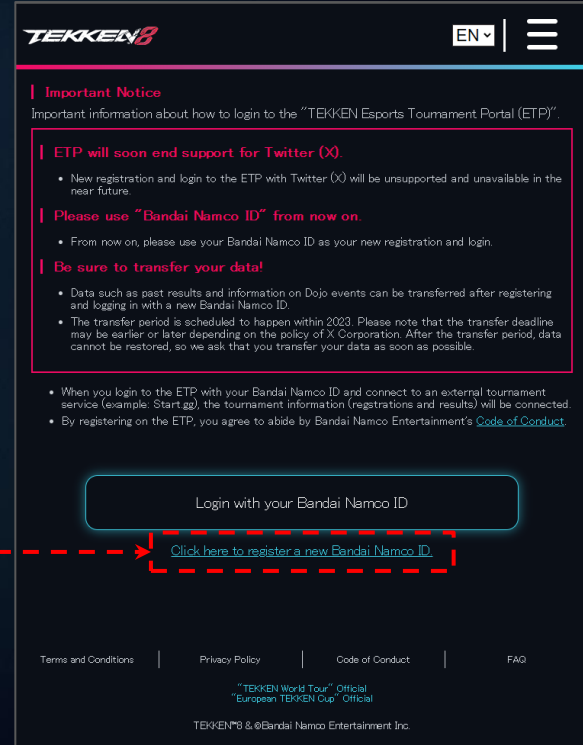 TEKKEN8
EN
Important Notice
Important information about how to login to the "TEKKEN Esports Tournament Portal (ETP)".
ETP will soon end support for Twitter (X).
• New registration and login to the ETP with Twitter (X) will be unsupported and unavailable in the
near future.
Please use "Bandai Namco ID" from now on.
• From now on, please use your Bandai Namco ID as your new registration and login.
Be sure to transfer your data!
• Data such as past results and information on Dojo events can be transferred after registering
and logging in with a new Bandai Namco ID.
• The transfer period is scheduled to happen within 2023. Please note that the transfer deadline
may be earlier or later depending on the policy of X Corporation. After the transfer period, data
cannot be restored, so we ask that you transfer your data as soon as possible.
• When you login to the ETP with your Bandai Namco ID and connect to an external tournament
service (example: Start.gg), the tournament information (regstrations and results) will be connected.
• By registering on the ETP, you agree to abide by Bandai Namco Entertainment's Code of Conduct.
Login with your Bandai Namco ID
Click here to register a new Bandai Namco ID.
Terms and Conditions
Privacy Policy
Code of Conduct
FAQ
"TEKKEN World Tour" Official
"European TEKKEN Cup" Official
TEKKEN™8 & ©Bandai Namco Entertainment Inc.